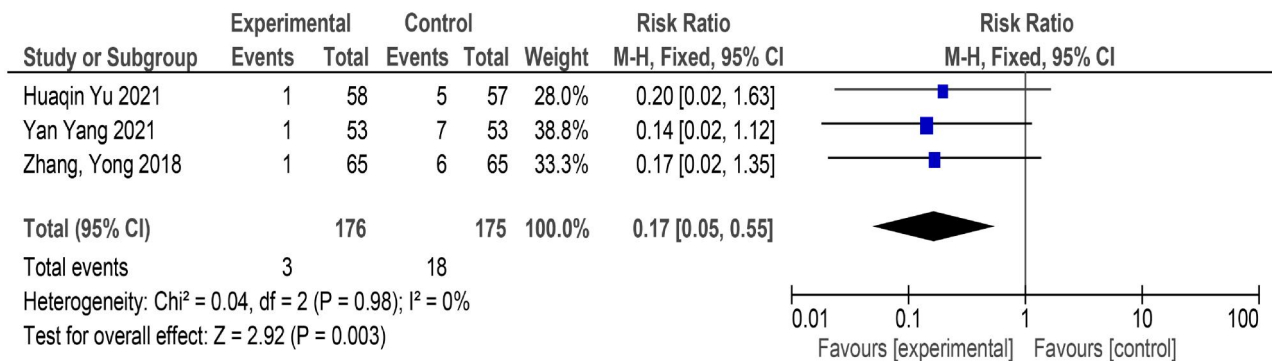 Experimental Control Risk Ratio Risk Ratio
Study or Subgroup Events Total Events Total Weight M-H, Fixed, 95% CI M-H, Fixed, 95% CI
Huaqin Yu 2021 1 58 5 57 28.0% 0.20 [0.02, 1.63]
Yan Yang 2021 1 53 7 53 38.8% 0.14 [0.02, 1.12]
Zhang, Yong 2018 1 65 6 65 33.3% 0.17 [0.02, 1.35]
Total (95% CI) 176 175 100.0% 0.17 [0.05, 0.55]
Total events 3 18
Heterogeneity: Chi² = 0.04, df = 2 (P = 0.98); I² = 0%
Test for overall effect: Z = 2.92 (P = 0.003)
0.01 0.1 1 10 100
Favours [experimental] Favours [control]